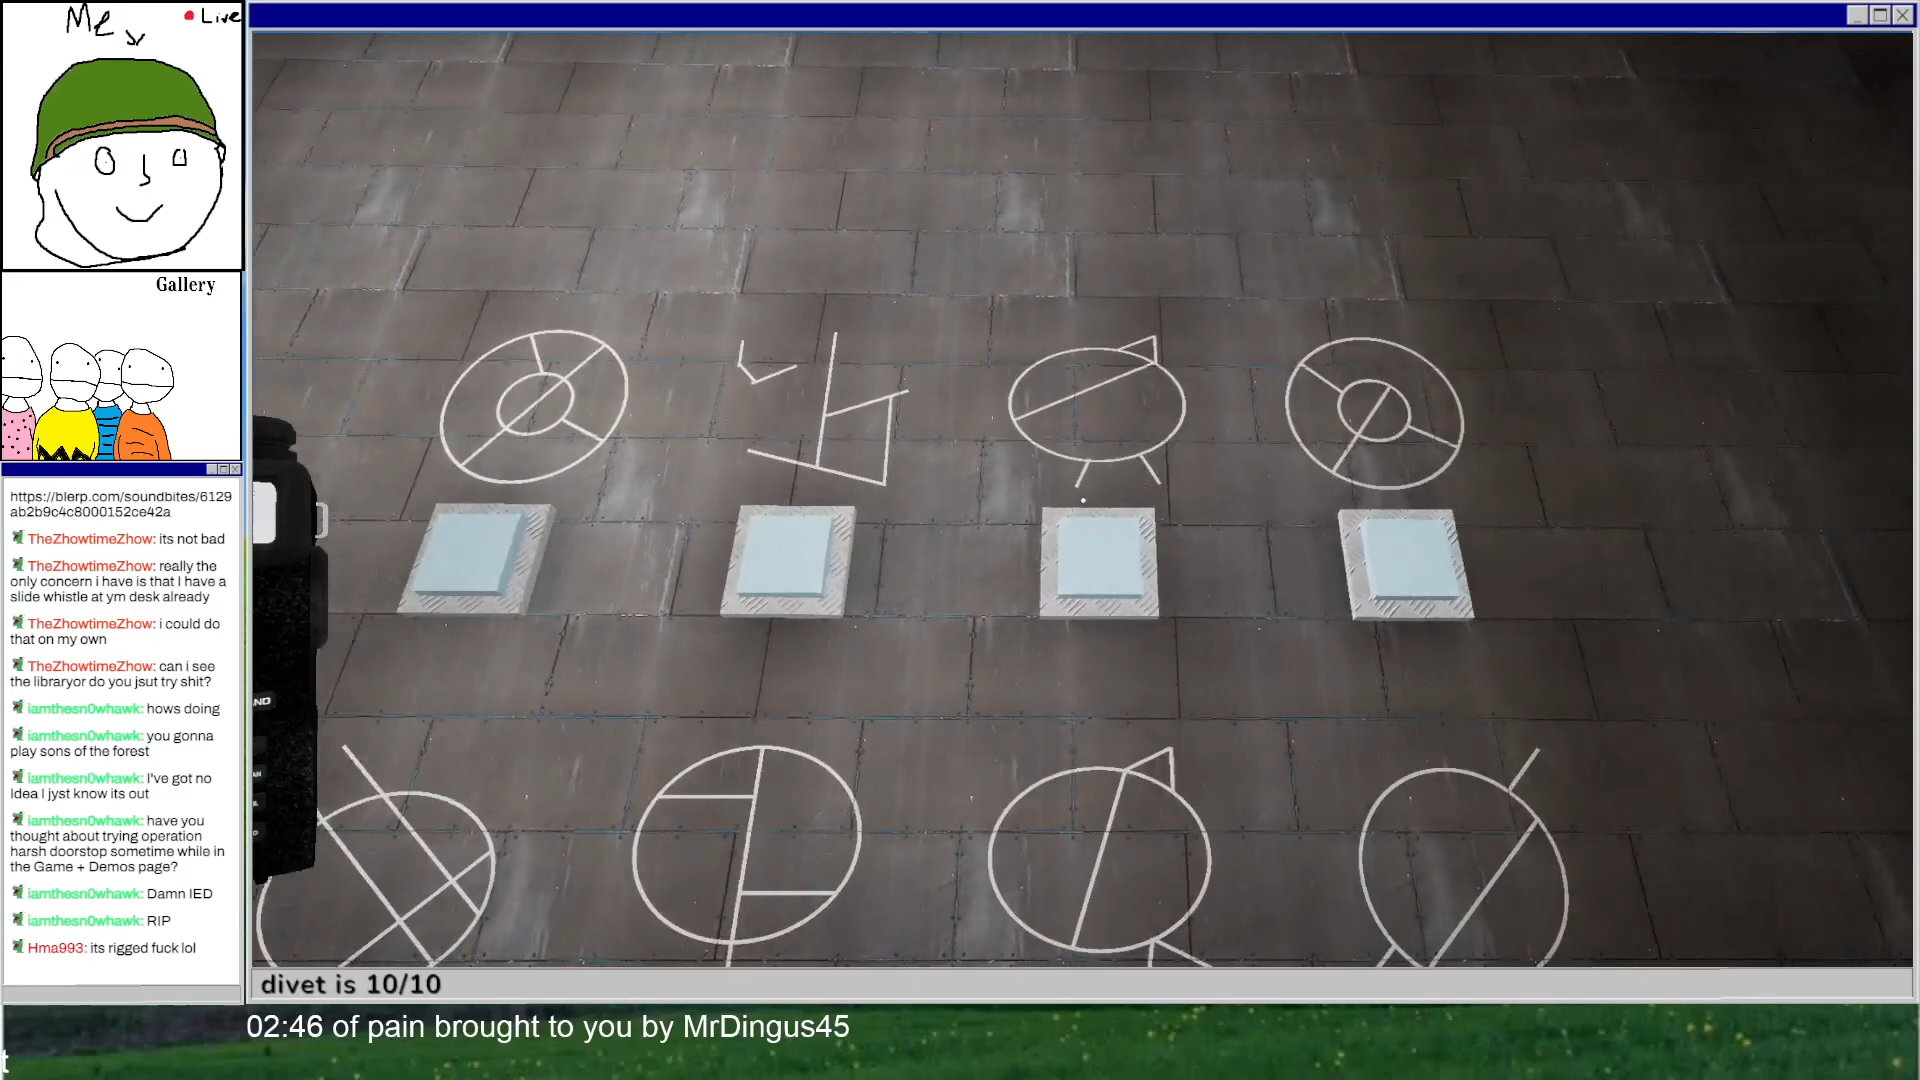 Me
Live
Gallery
https://blerp.com/soundbites/6129
ab2b9c4c8000152ce42a
TheZhowtimeZhow: its not bad
TheZhowtimeZhow: really the
only concern i have is that I have a
slide whistle at ym desk already
TheZhowtimeZhow: i could do
that on my own
TheZhowtimeZhow: can i see
the libraryor do you jsut try shit?
iamthesn0whawk: hows doing
iamthesn0whawk: you gonna
play sons of the forest
iamthesn0whawk: I've got no
Idea I jyst know its out
iamthesn0whawk: have you
thought about trying operation
harsh doorstop sometime while in
the Game + Demos page?
iamthesn0whawk: Damn IED
iamthesn0whawk: RIP
Hma993: its rigged fuck lol
divet is 10/10
02:46 of pain brought to you by MrDingus45
t